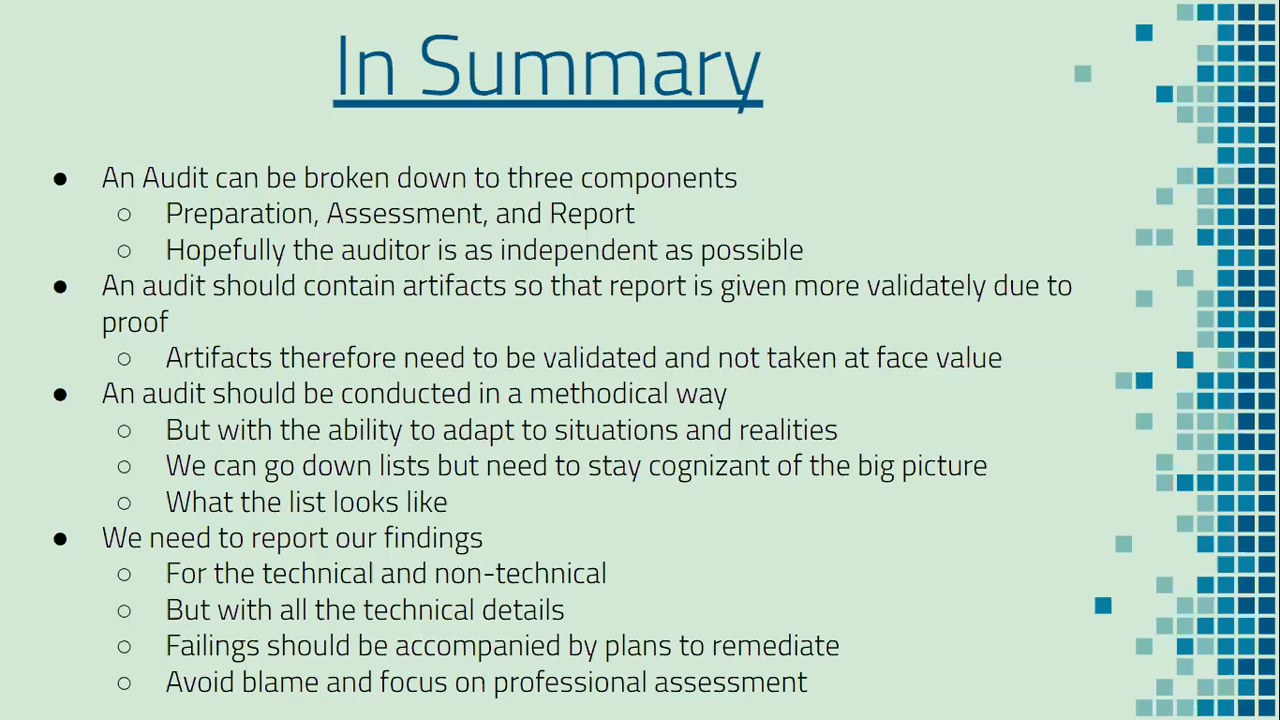 In Summary
● An Audit can be broken down to three components
○ Preparation, Assessment, and Report
○ Hopefully the auditor is as independent as possible
● An audit should contain artifacts so that report is given more validately due to
proof
○ Artifacts therefore need to be validated and not taken at face value
● An audit should be conducted in a methodical way
○ But with the ability to adapt to situations and realities
○ We can go down lists but need to stay cognizant of the big picture
○ What the list looks like
● We need to report our findings
○ For the technical and non-technical
○ But with all the technical details
○ Failings should be accompanied by plans to remediate
○ Avoid blame and focus on professional assessment